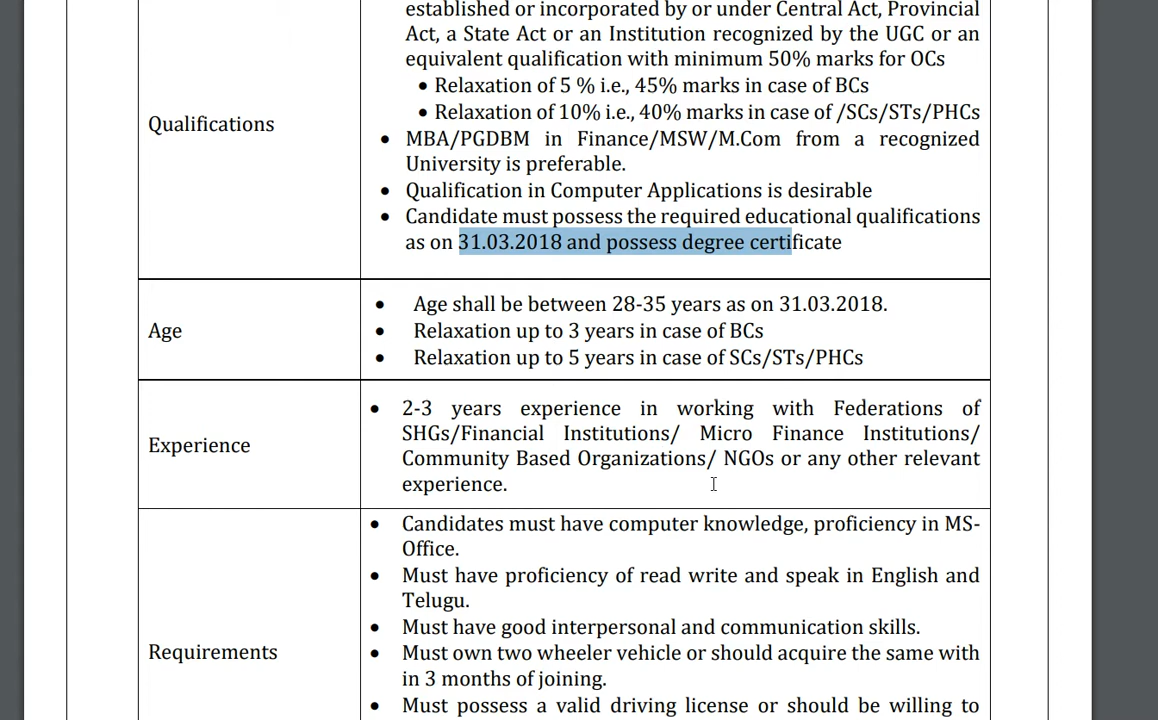 established or incorporated by or under Central Act, Provincial
Act, a State Act or an Institution recognized by the UGC or an
equivalent qualification with minimum 50% marks for OCs
• Relaxation of 5 % i.e., 45% marks in case of BCs
• Relaxation of 10% i.e., 40% marks in case of /SCs/STs/PHCs
Qualifications
• MBA/PGDBM in Finance/MSW/M.Com from a recognized
University is preferable.
• Qualification in Computer Applications is desirable
• Candidate must possess the required educational qualifications
as on 31.03.2018 and possess degree certificate
Age
• Age shall be between 28-35 years as on 31.03.2018.
• Relaxation up to 3 years in case of BCs
• Relaxation up to 5 years in case of SCs/STs/PHCs
Experience
• 2-3 years experience in working with Federations of
SHGs/Financial Institutions/ Micro Finance Institutions/
Community Based Organizations/ NGOs or any other relevant
experience.
Requirements
• Candidates must have computer knowledge, proficiency in MS-
Office.
• Must have proficiency of read write and speak in English and
Telugu.
• Must have good interpersonal and communication skills.
• Must own two wheeler vehicle or should acquire the same with
in 3 months of joining.
• Must possess a valid driving license or should be willing to